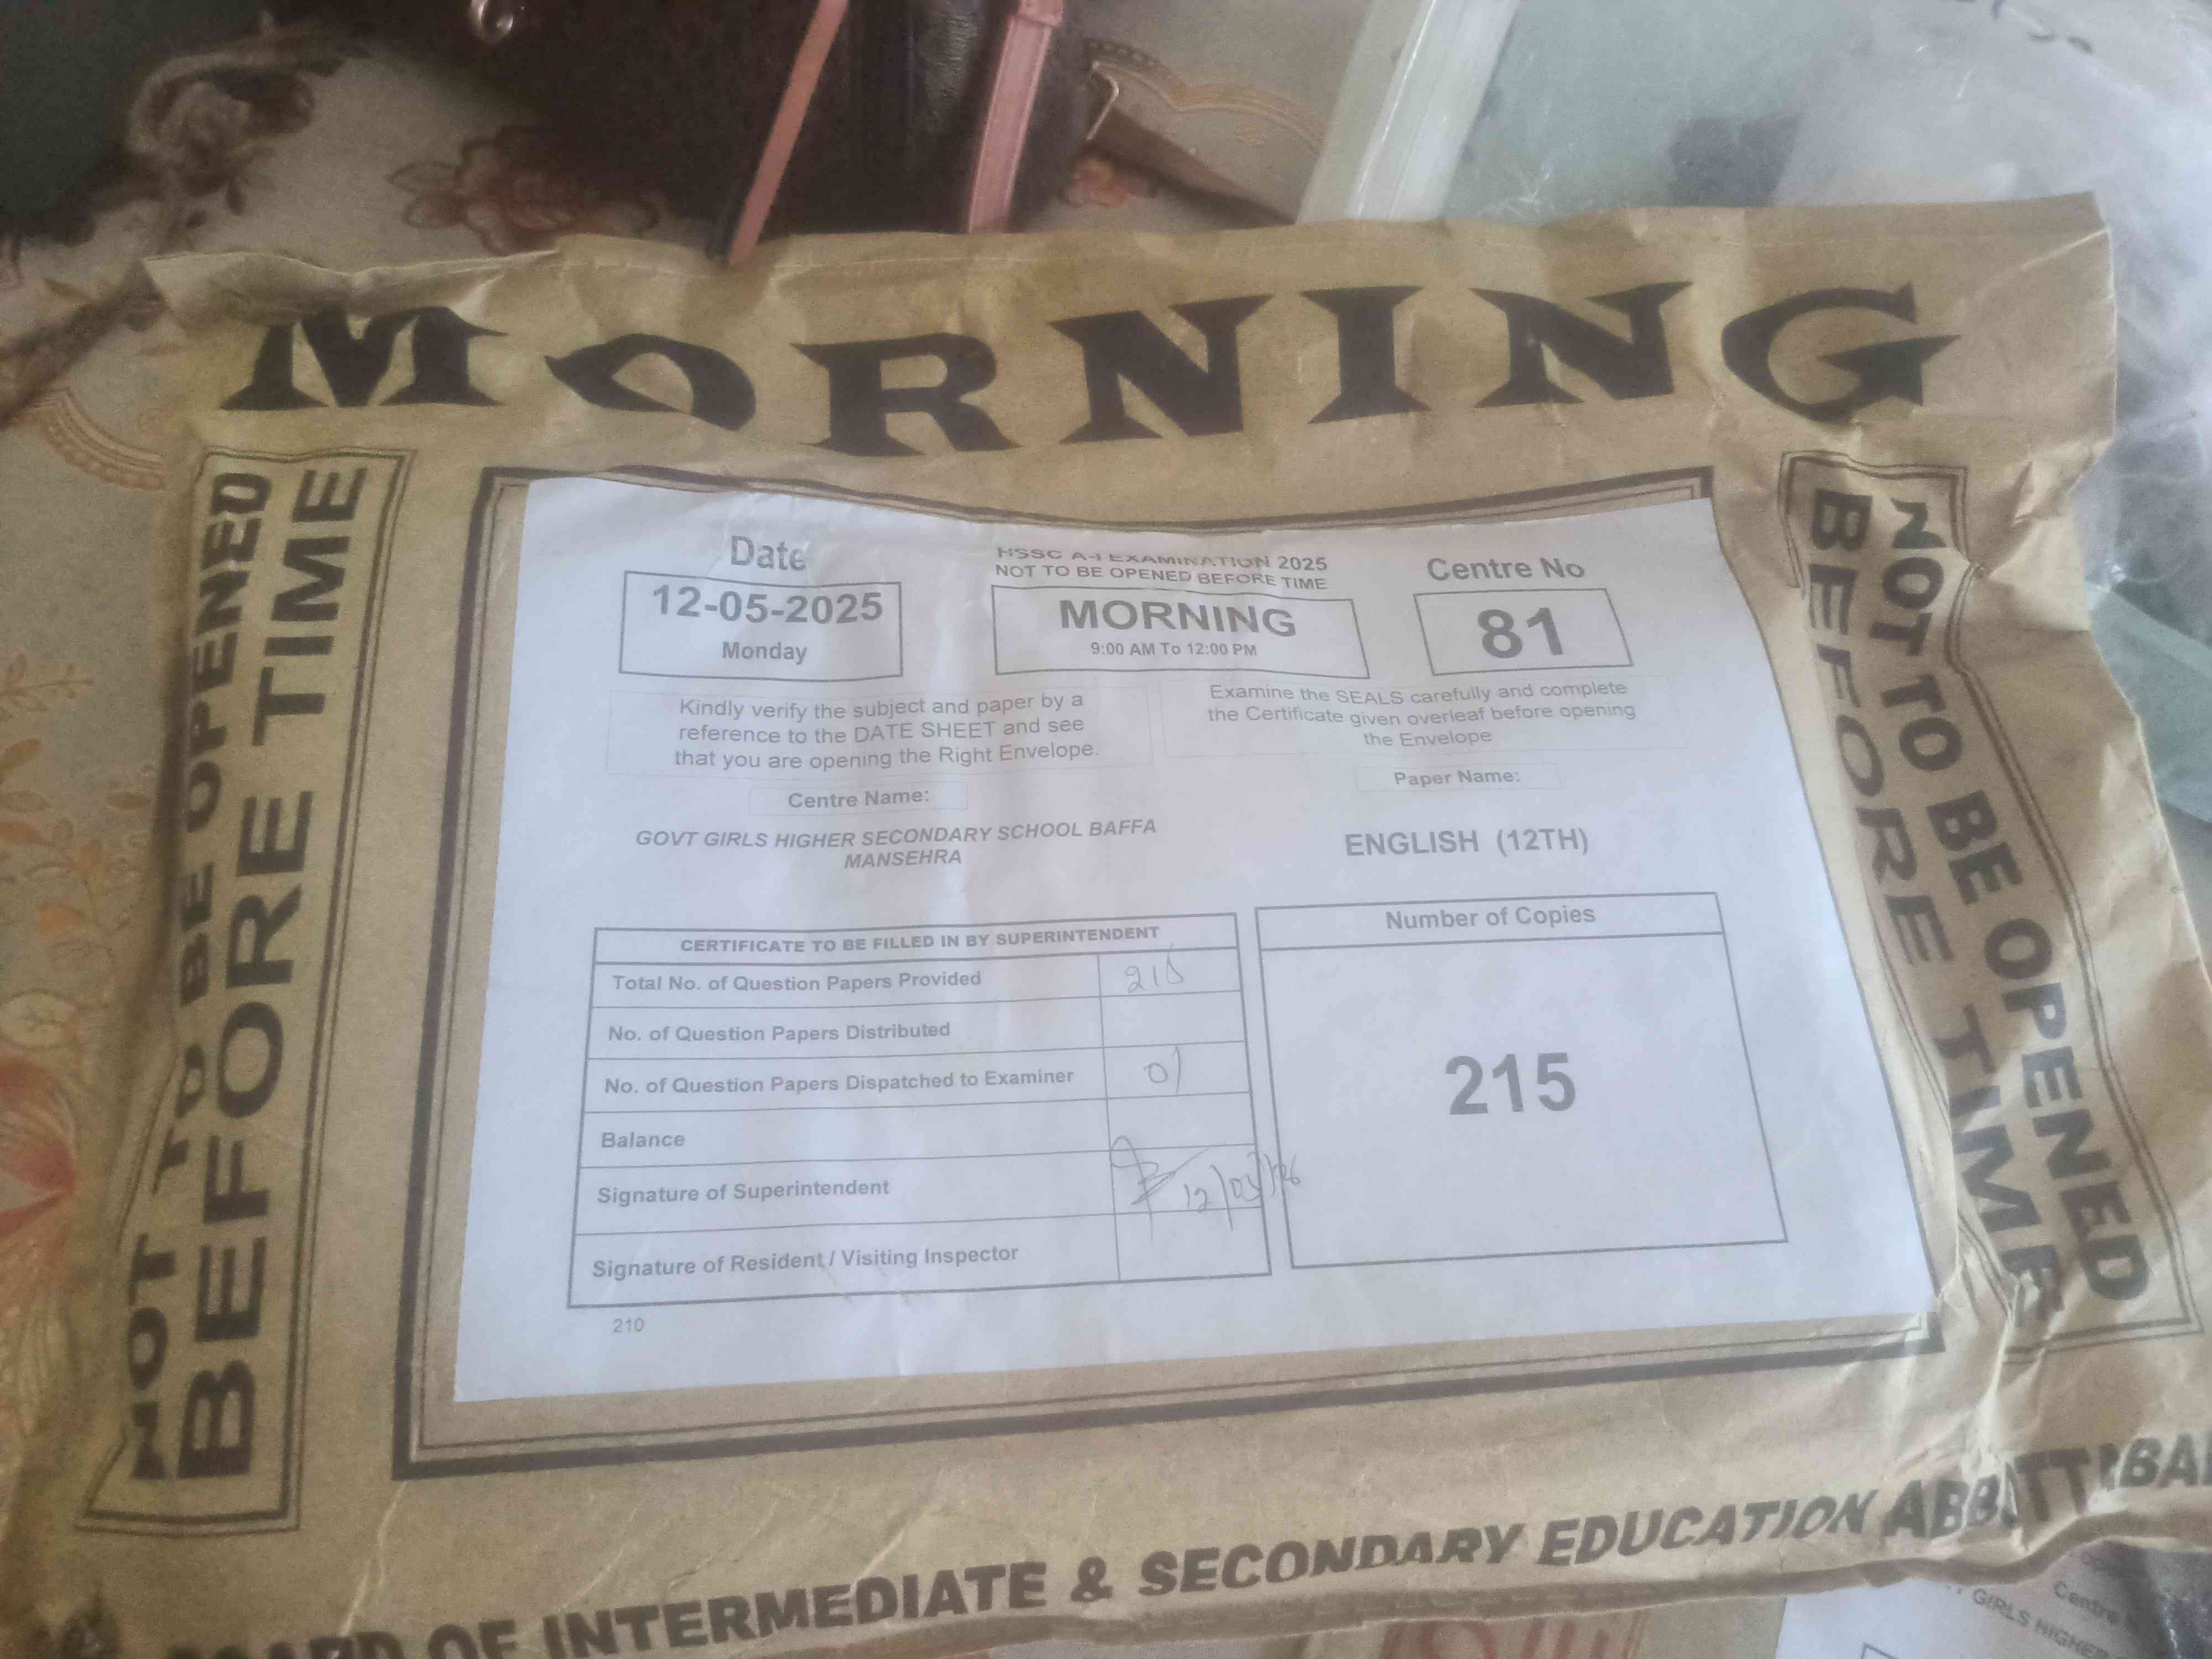 MORNING
NOT TO BE OPENED
BEFORE TIME
NOT TO BE OPENED
BEFORE TIME
Date
12-05-2025
Monday
HSSC A-I EXAMINATION 2025
NOT TO BE OPENED BEFORE TIME
MORNING
9:00 AM To 12:00 PM
Centre No
81
Kindly verify the subject and paper by a
reference to the DATE SHEET and see
that you are opening the Right Envelope.
Examine the SEALS carefully and complete
the Certificate given overleaf before opening
the Envelope
Centre Name:
GOVT GIRLS HIGHER SECONDARY SCHOOL BAFFA
MANSEHRA
Paper Name:
ENGLISH (12TH)
CERTIFICATE TO BE FILLED IN BY SUPERINTENDENT
Total No. of Question Papers Provided 215
No. of Question Papers Distributed
No. of Question Papers Dispatched to Examiner 01
Balance
Signature of Superintendent
Signature of Resident / Visiting Inspector
Number of Copies
215
210
BOARD OF INTERMEDIATE & SECONDARY EDUCATION ABBOTTABA
Centre
GIRLS HIGHER